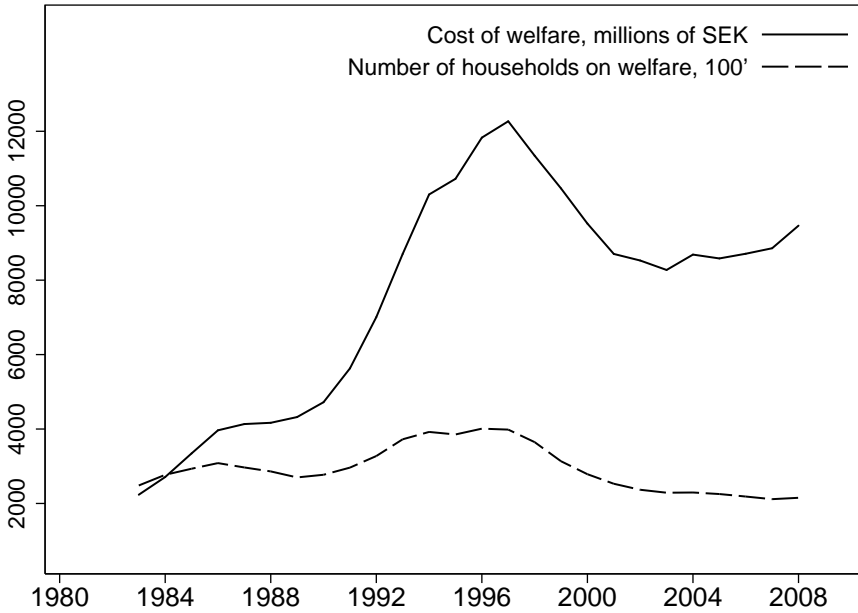 Cost of welfare, millions of SEK
Number of households on welfare, 100'
12000
10000
8000
6000
4000
2000
1980 1984 1988 1992 1996 2000 2004 2008